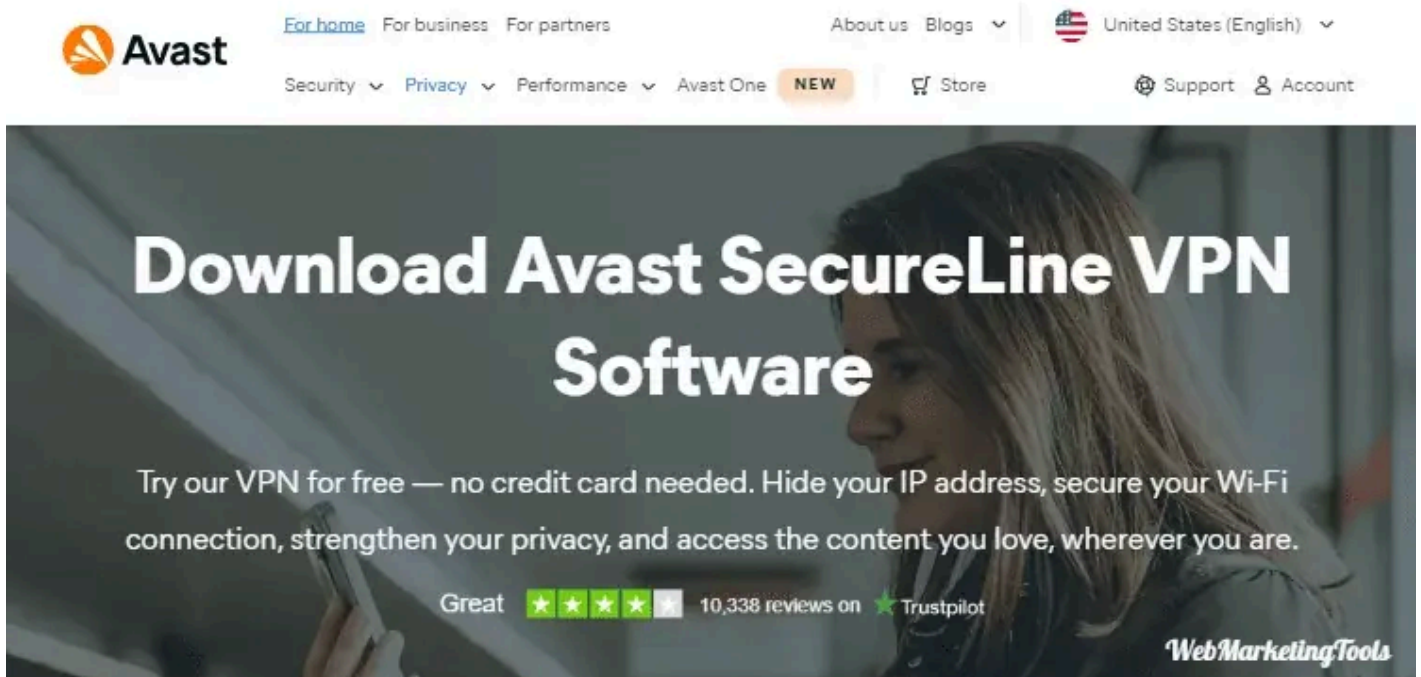 For home For business For partners About us Blogs United States (English)
Avast
Security Privacy Performance Avast One NEW Store Support Account
Download Avast SecureLine VPN
Software
Try our VPN for free — no credit card needed. Hide your IP address, secure your Wi-Fi
connection, strengthen your privacy, and access the content you love, wherever you are.
Great 10,338 reviews on Trustpilot
WebMarketingTools